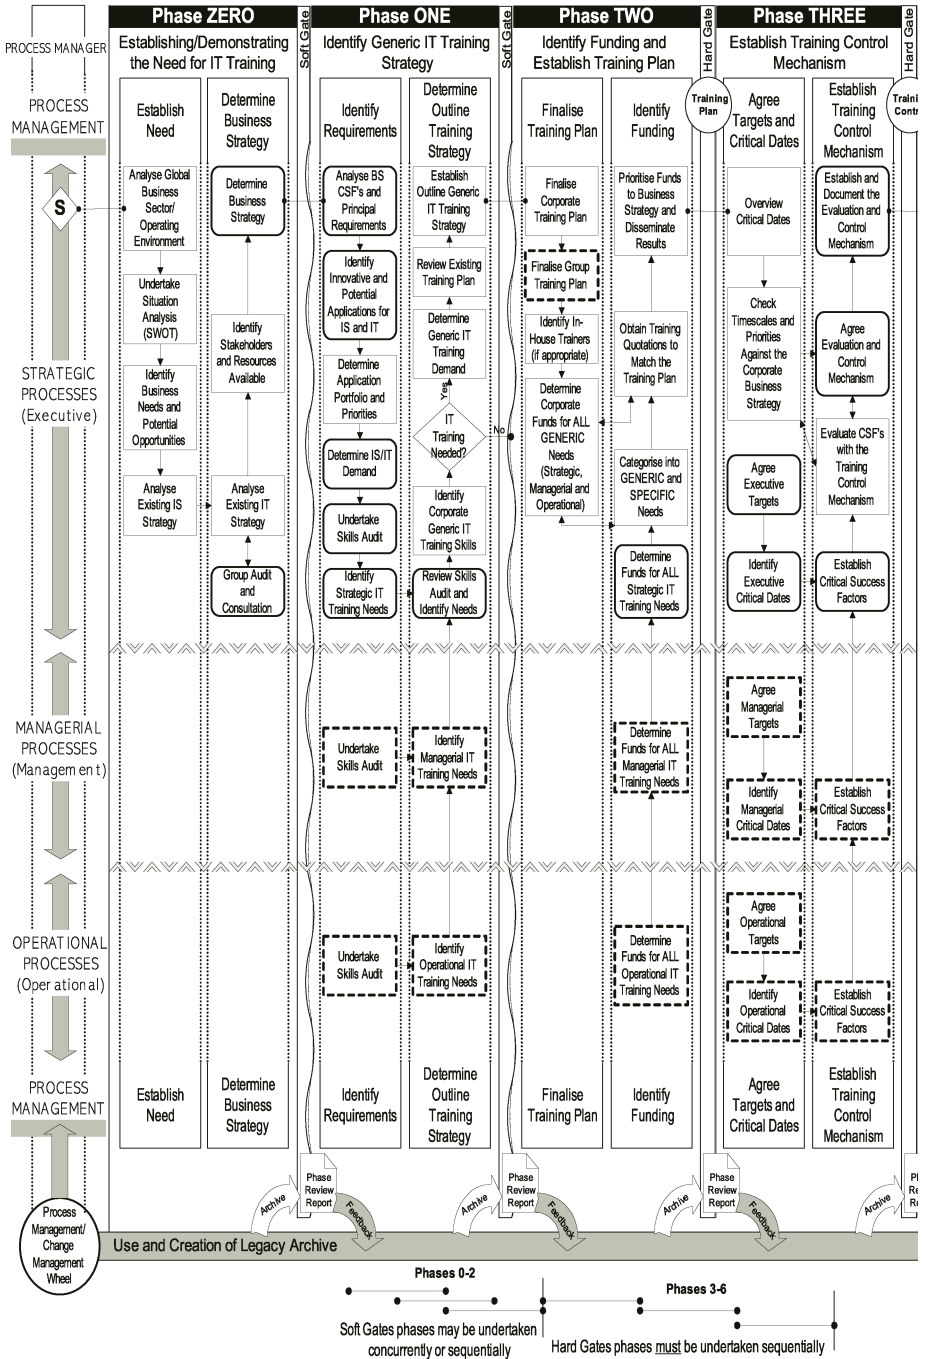 PROCESS MANAGER
PROCESS
MANAGEMENT
S
STRATEGIC
PROCESSES
(Executive)
MANAGERIAL
PROCESSES
(Management)
OPERATIONAL
PROCESSES
(Operational)
PROCESS
MANAGEMENT
Process
Management/
Change
Management
Wheel
Phase ZERO
Establishing/Demonstrating
the Need for IT Training
Establish
Need
Analyse Global
Business
Sector/
Operating
Environment
Undertake
Situation
Analysis
(SWOT)
Identify
Business
Needs and
Potential
Opportunities
Analyse
Existing IS
Strategy
Establish
Need
Determine
Business
Strategy
Determine
Business
Strategy
Identify
Stakeholders
and Resources
Available
Analyse
Existing IT
Strategy
Group Audit
and
Consultation
Determine
Business
Strategy
Soft Gate
Phase ONE
Identify Generic IT Training
Strategy
Identify
Requirements
Analyse BS
CSF's and
Principal
Requirements
Identify
Innovative and
Potential
Applications for
IS and IT
Determine
Application
Portfolio and
Priorities
Determine IS/IT
Demand
Undertake
Skills Audit
Identify
Strategic IT
Training Needs
Undertake
Skills Audit
Undertake
Skills Audit
Identify
Requirements
Determine
Outline
Training
Strategy
Establish
Outline Generic
IT Training
Strategy
Review Existing
Training Plan
Determine
Generic IT
Training
Demand
Yes
IT
Training
Needed?
No
Identify
Corporate
Generic IT
Training Skills
Review Skills
Audit and
Identify Needs
Identify
Managerial IT
Training Needs
Identify
Operational IT
Training Needs
Determine
Outline
Training
Strategy
Soft Gate
Phase TWO
Identify Funding and
Establish Training Plan
Finalise
Training Plan
Finalise
Corporate
Training Plan
Finalise Group
Training Plan
Identify In-
House Trainers
(if appropriate)
Determine
Corporate
Funds for ALL
GENERIC
Needs
(Strategic,
Managerial and
Operational)
Finalise
Training Plan
Identify
Funding
Prioritise Funds
to Business
Strategy and
Disseminate
Results
Obtain Training
Quotations to
Match the
Training Plan
Categorise into
GENERIC and
SPECIFIC
Needs
Determine
Funds for ALL
Strategic IT
Training Needs
Determine
Funds for ALL
Managerial IT
Training Needs
Determine
Funds for ALL
Operational IT
Training Needs
Identify
Funding
Hard Gate
Training
Plan
Phase THREE
Establish Training Control
Mechanism
Agree
Targets and
Critical Dates
Overview
Critical Dates
Check
Timescales and
Priorities
Against the
Corporate
Business
Strategy
Agree
Executive
Targets
Identify
Executive
Critical Dates
Agree
Managerial
Targets
Identify
Managerial
Critical Dates
Agree
Operational
Targets
Identify
Operational
Critical Dates
Agree
Targets and
Critical Dates
Establish
Training
Control
Mechanism
Establish and
Document the
Evaluation and
Control
Mechanism
Agree
Evaluation and
Control
Mechanism
Evaluate CSF's
with the
Training
Control
Mechanism
Establish
Critical Success
Factors
Establish
Critical Success
Factors
Establish
Critical Success
Factors
Establish
Training
Control
Mechanism
Hard Gate
Traini
Contr
Archive
Phase
Review
Report
Feedback
Archive
Phase
Review
Report
Feedback
Archive
Phase
Review
Report
Feedback
Archive
Use and Creation of Legacy Archive
Phases 0-2
Soft Gates phases may be undertaken
concurrently or sequentially
Phases 3-6
Hard Gates phases must be undertaken sequentially